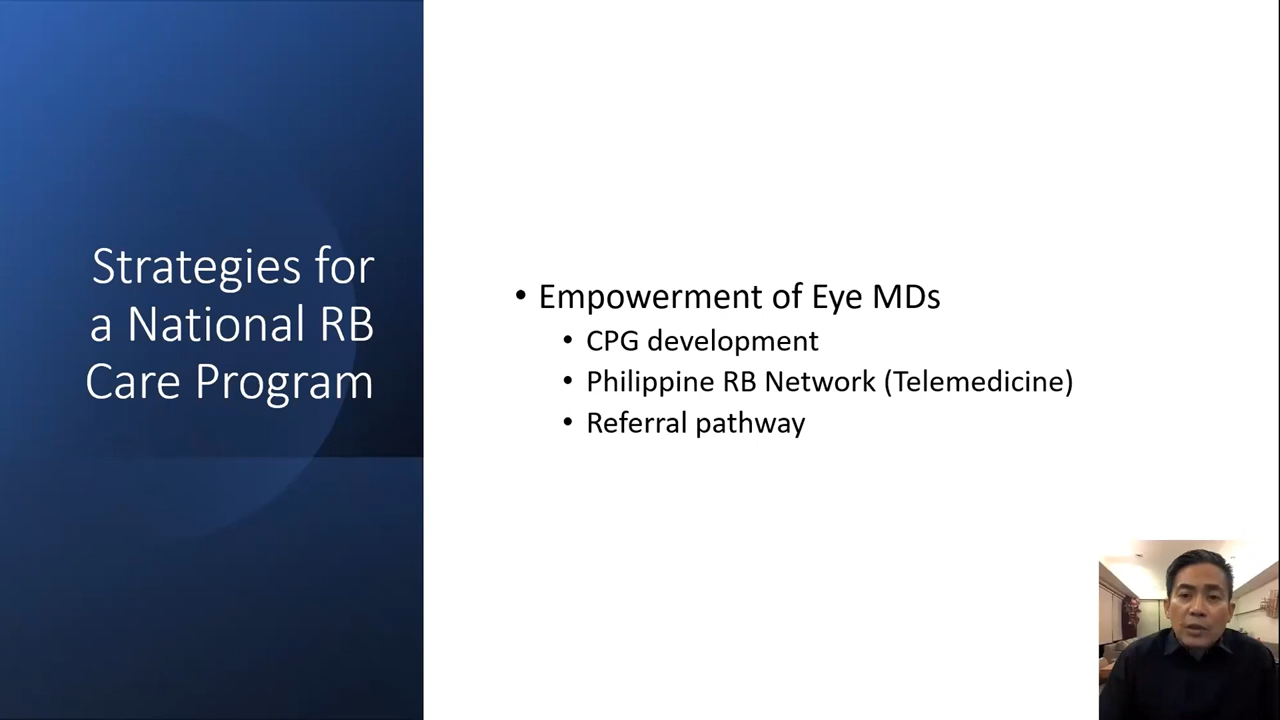 Strategies for
a National RB
Care Program
• Empowerment of Eye MDs
• CPG development
• Philippine RB Network (Telemedicine)
• Referral pathway